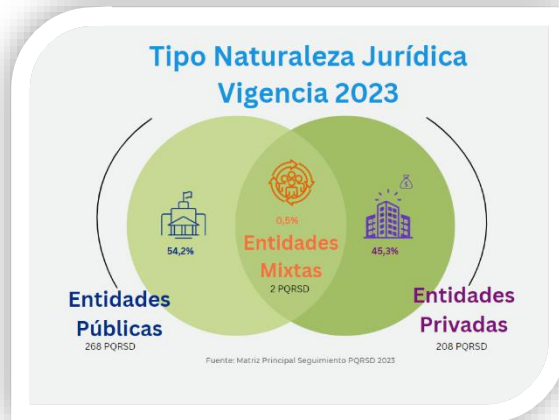 Tipo Naturaleza Jurídica
Vigencia 2023
54,2%
0,5%
Entidades
Mixtas
2 PQRSD
45,3%
Entidades
Públicas
268 PQRSD
Entidades
Privadas
208 PQRSD
Fuente: Matriz Principal Seguimiento PQRSD 2023